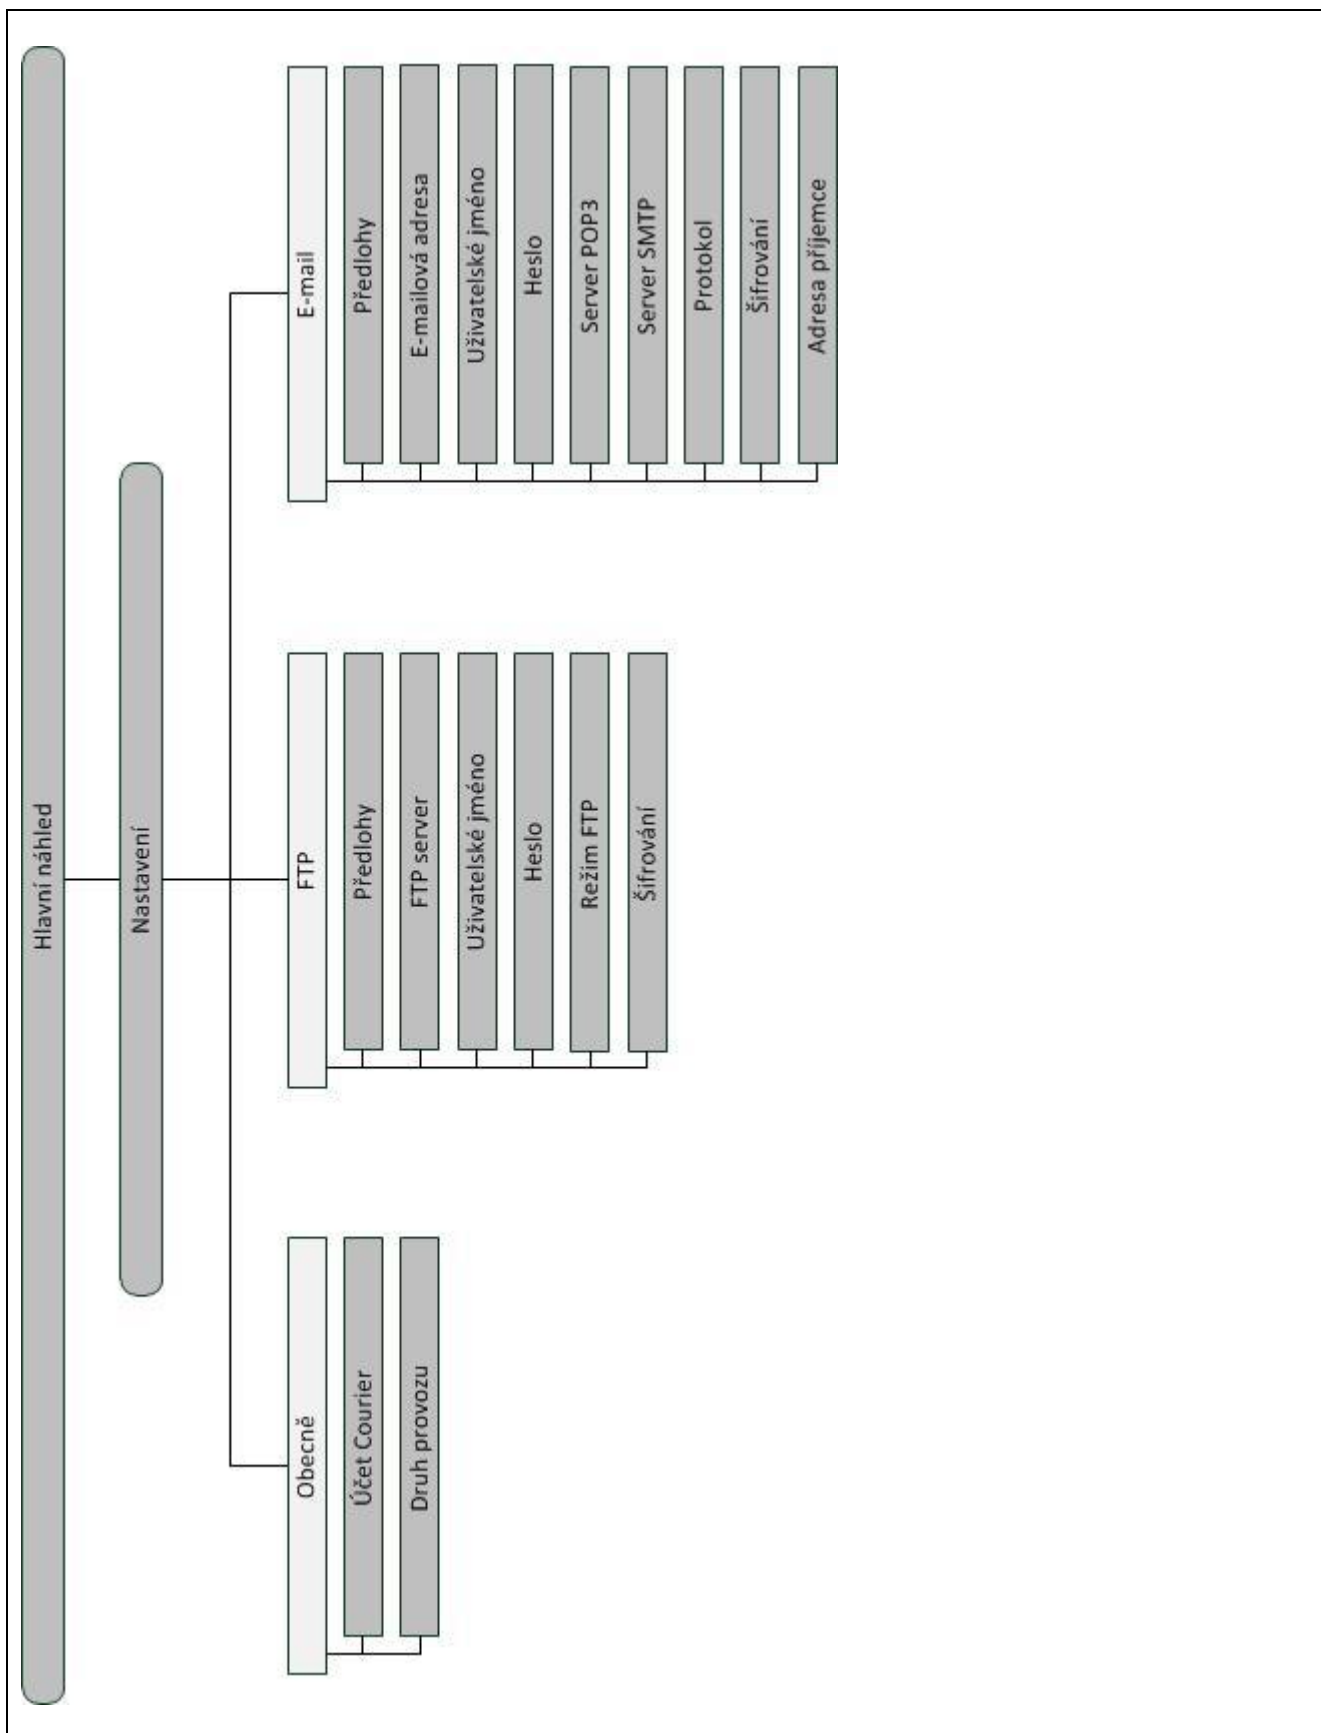 Hlavní náhled
Nastavení
Obecně
Účet Courier
Druh provozu
FTP
Předlohy
FTP server
Uživatelské jméno
Heslo
Režim FTP
Šifrování
E-mail
Předlohy
E-mailová adresa
Uživatelské jméno
Heslo
Server POP3
Server SMTP
Protokol
Šifrování
Adresa příjemce